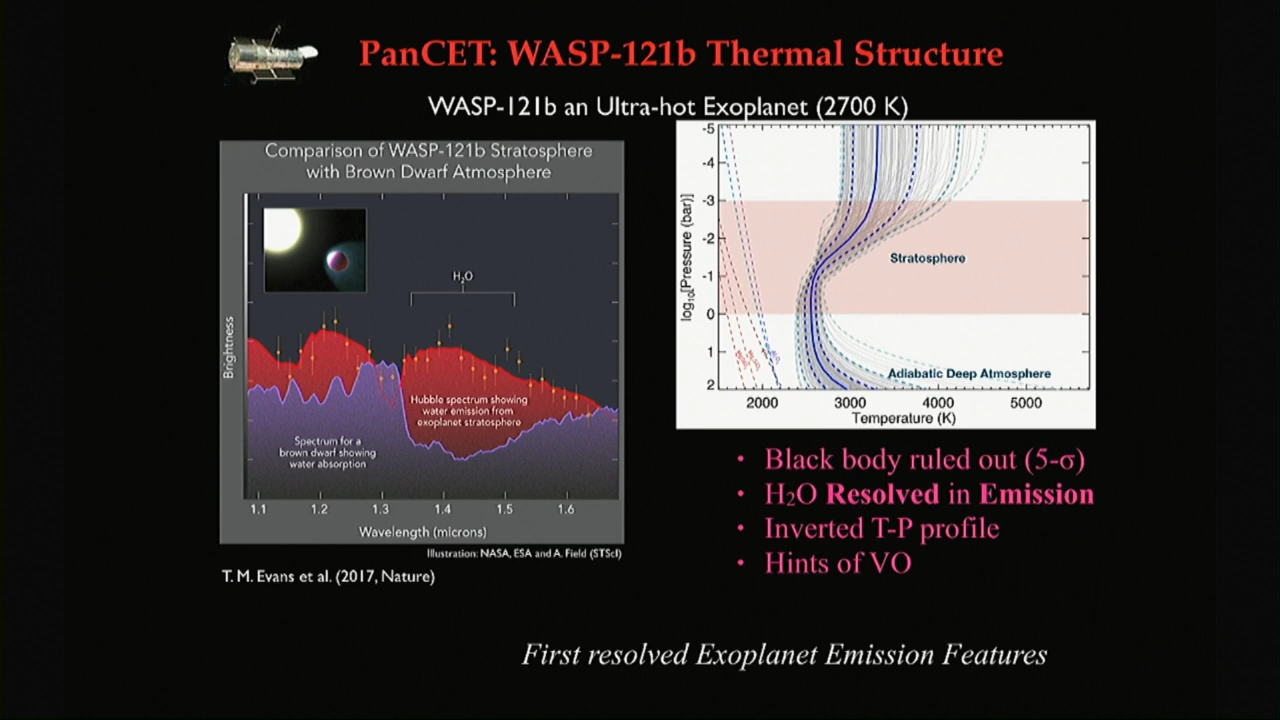 PanCET: WASP-121b Thermal Structure
WASP-121b an Ultra-hot Exoplanet (2700 K)
Comparison of WASP-121b Stratosphere
with Brown Dwarf Atmosphere
H₂O
Brightness
Hubble spectrum showing
water emission from
exoplanet stratosphere
Spectrum for a
brown dwarf showing
water absorption
1.1 1.2 1.3 1.4 1.5 1.6
Wavelength (microns)
Illustration: NASA, ESA and A. Field (STScI)
T. M. Evans et al. (2017, Nature)
-5
-4
-3
-2
-1
0
1
2
log₁₀[Pressure (bar)]
Stratosphere
Adiabatic Deep Atmosphere
2000 3000 4000 5000
Temperature (K)
• Black body ruled out (5-σ)
• H₂O Resolved in Emission
• Inverted T-P profile
• Hints of VO
First resolved Exoplanet Emission Features